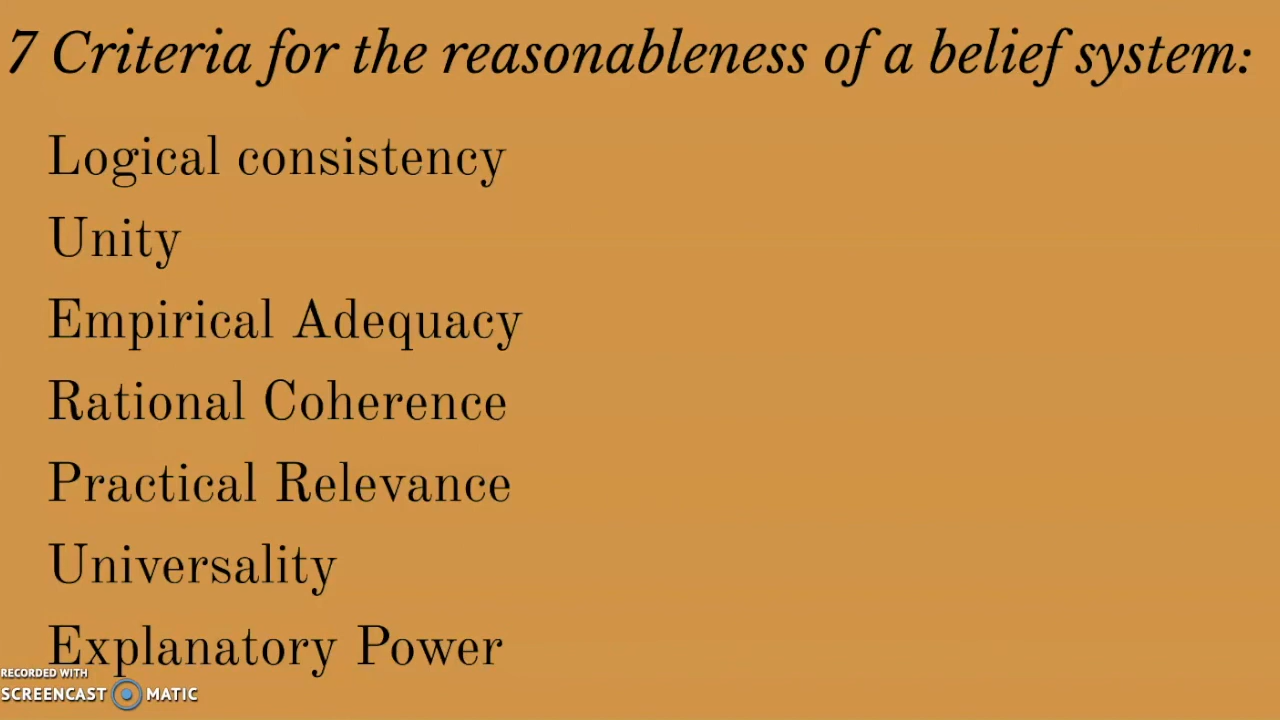 7 Criteria for the reasonableness of a belief system:
Logical consistency
Unity
Empirical Adequacy
Rational Coherence
Practical Relevance
Universality
Explanatory Power
RECORDED WITH
SCREENCAST MATIC